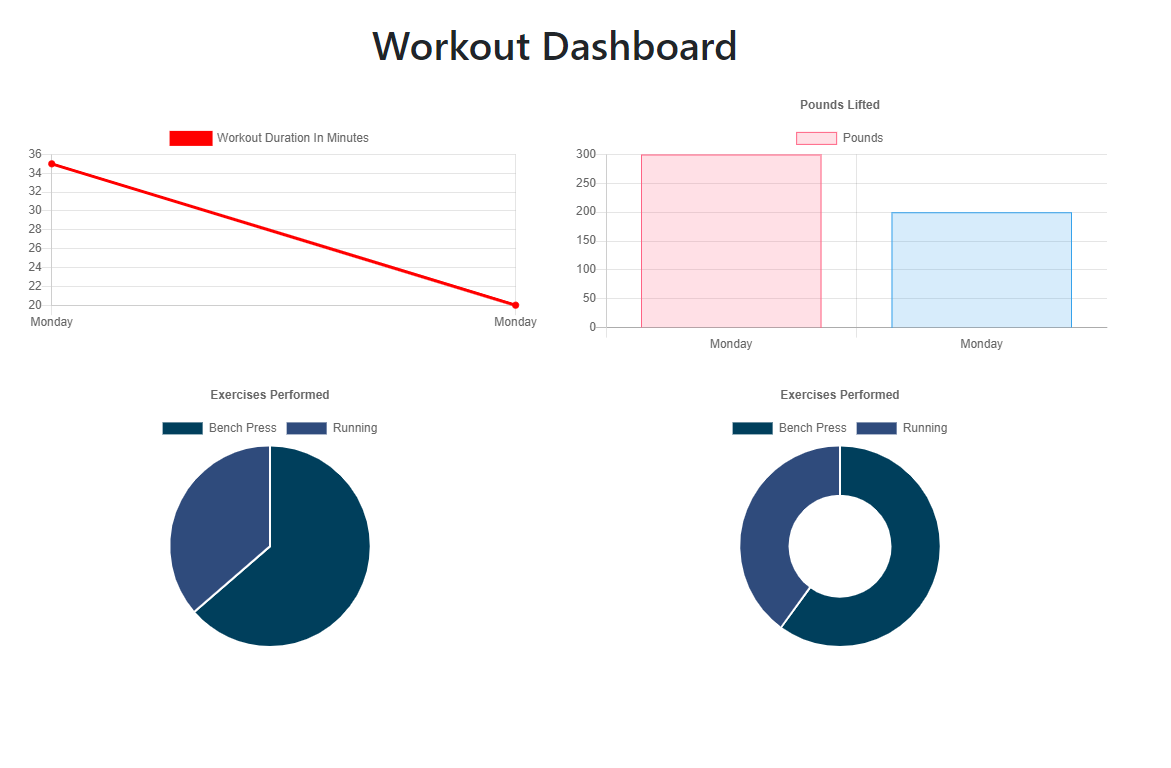 Workout Dashboard
Workout Duration In Minutes
36
34
32
30
28
26
24
22
20
Monday Monday
Pounds Lifted
Pounds
300
250
200
150
100
50
0
Monday Monday
Exercises Performed
Bench Press Running
Exercises Performed
Bench Press Running